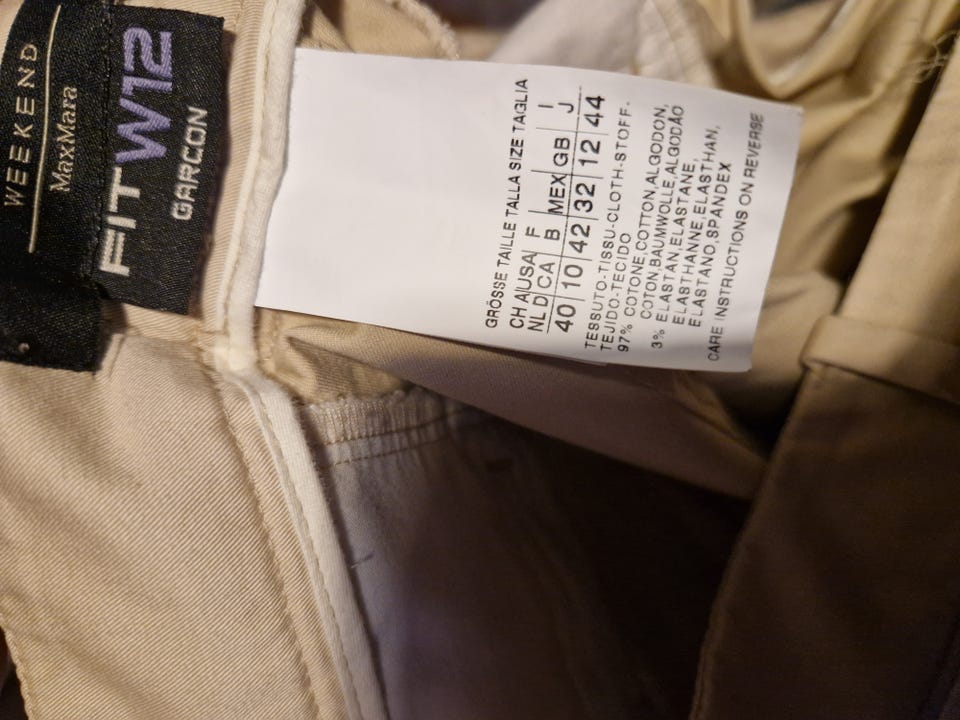 WEEKEND
MaxMara
FIT W12
GARCON
GRÖSSE TAILLE TALLA SIZE TAGLIA
CH A|USA| F | MEX | GB | I
NL D|CA| B | J
40|10|42|32|12|44
TESSUTO-TISSU-CLOTH-STOFF.
TEJIDO-TECIDO
97% COTONE,COTTON,ALGODON,
COTON,BAUMWOLLE,ALGODÃO
3% ELASTAN,ELASTANE,
ELASTHANNE,ELASTHAN,
ELASTANO,SPANDEX
CARE INSTRUCTIONS ON REVERSE